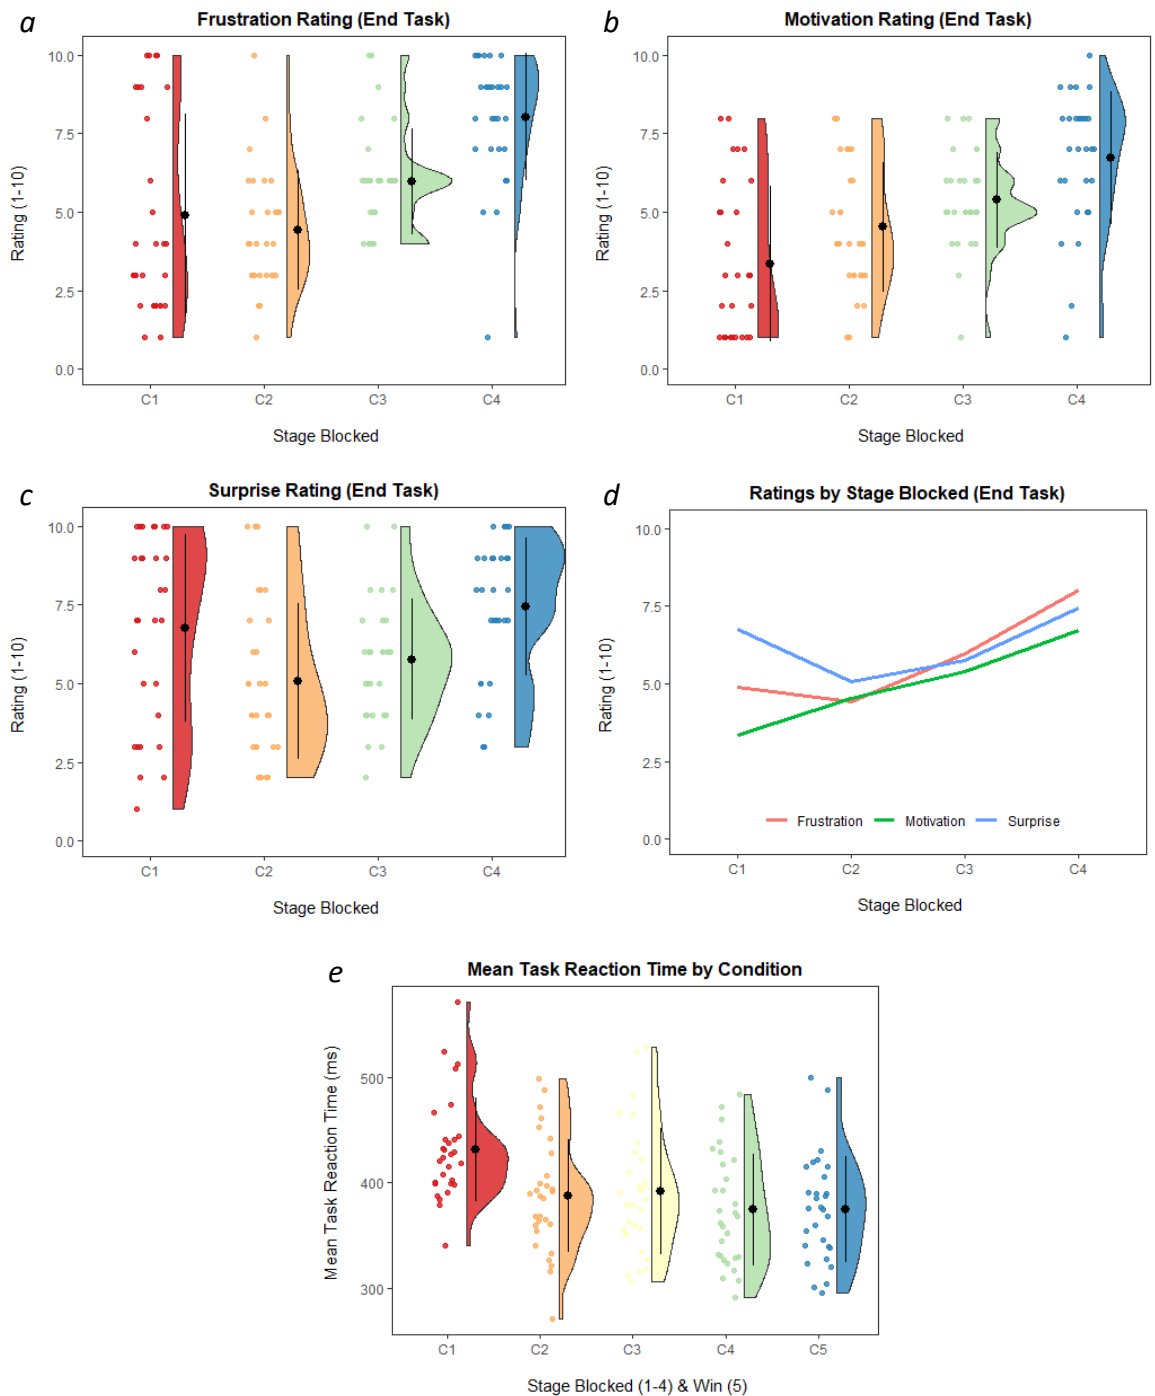 a
Frustration Rating (End Task)
Rating (1-10)
10.0
7.5
5.0
2.5
0.0
C1 C2 C3 C4
Stage Blocked
b
Motivation Rating (End Task)
Rating (1-10)
10.0
7.5
5.0
2.5
0.0
C1 C2 C3 C4
Stage Blocked
c
Surprise Rating (End Task)
Rating (1-10)
10.0
7.5
5.0
2.5
0.0
C1 C2 C3 C4
Stage Blocked
d
Ratings by Stage Blocked (End Task)
Rating (1-10)
10.0
7.5
5.0
2.5
0.0
Frustration Motivation Surprise
C1 C2 C3 C4
Stage Blocked
e
Mean Task Reaction Time by Condition
Mean Task Reaction Time (ms)
500
400
300
C1 C2 C3 C4 C5
Stage Blocked (1-4) & Win (5)